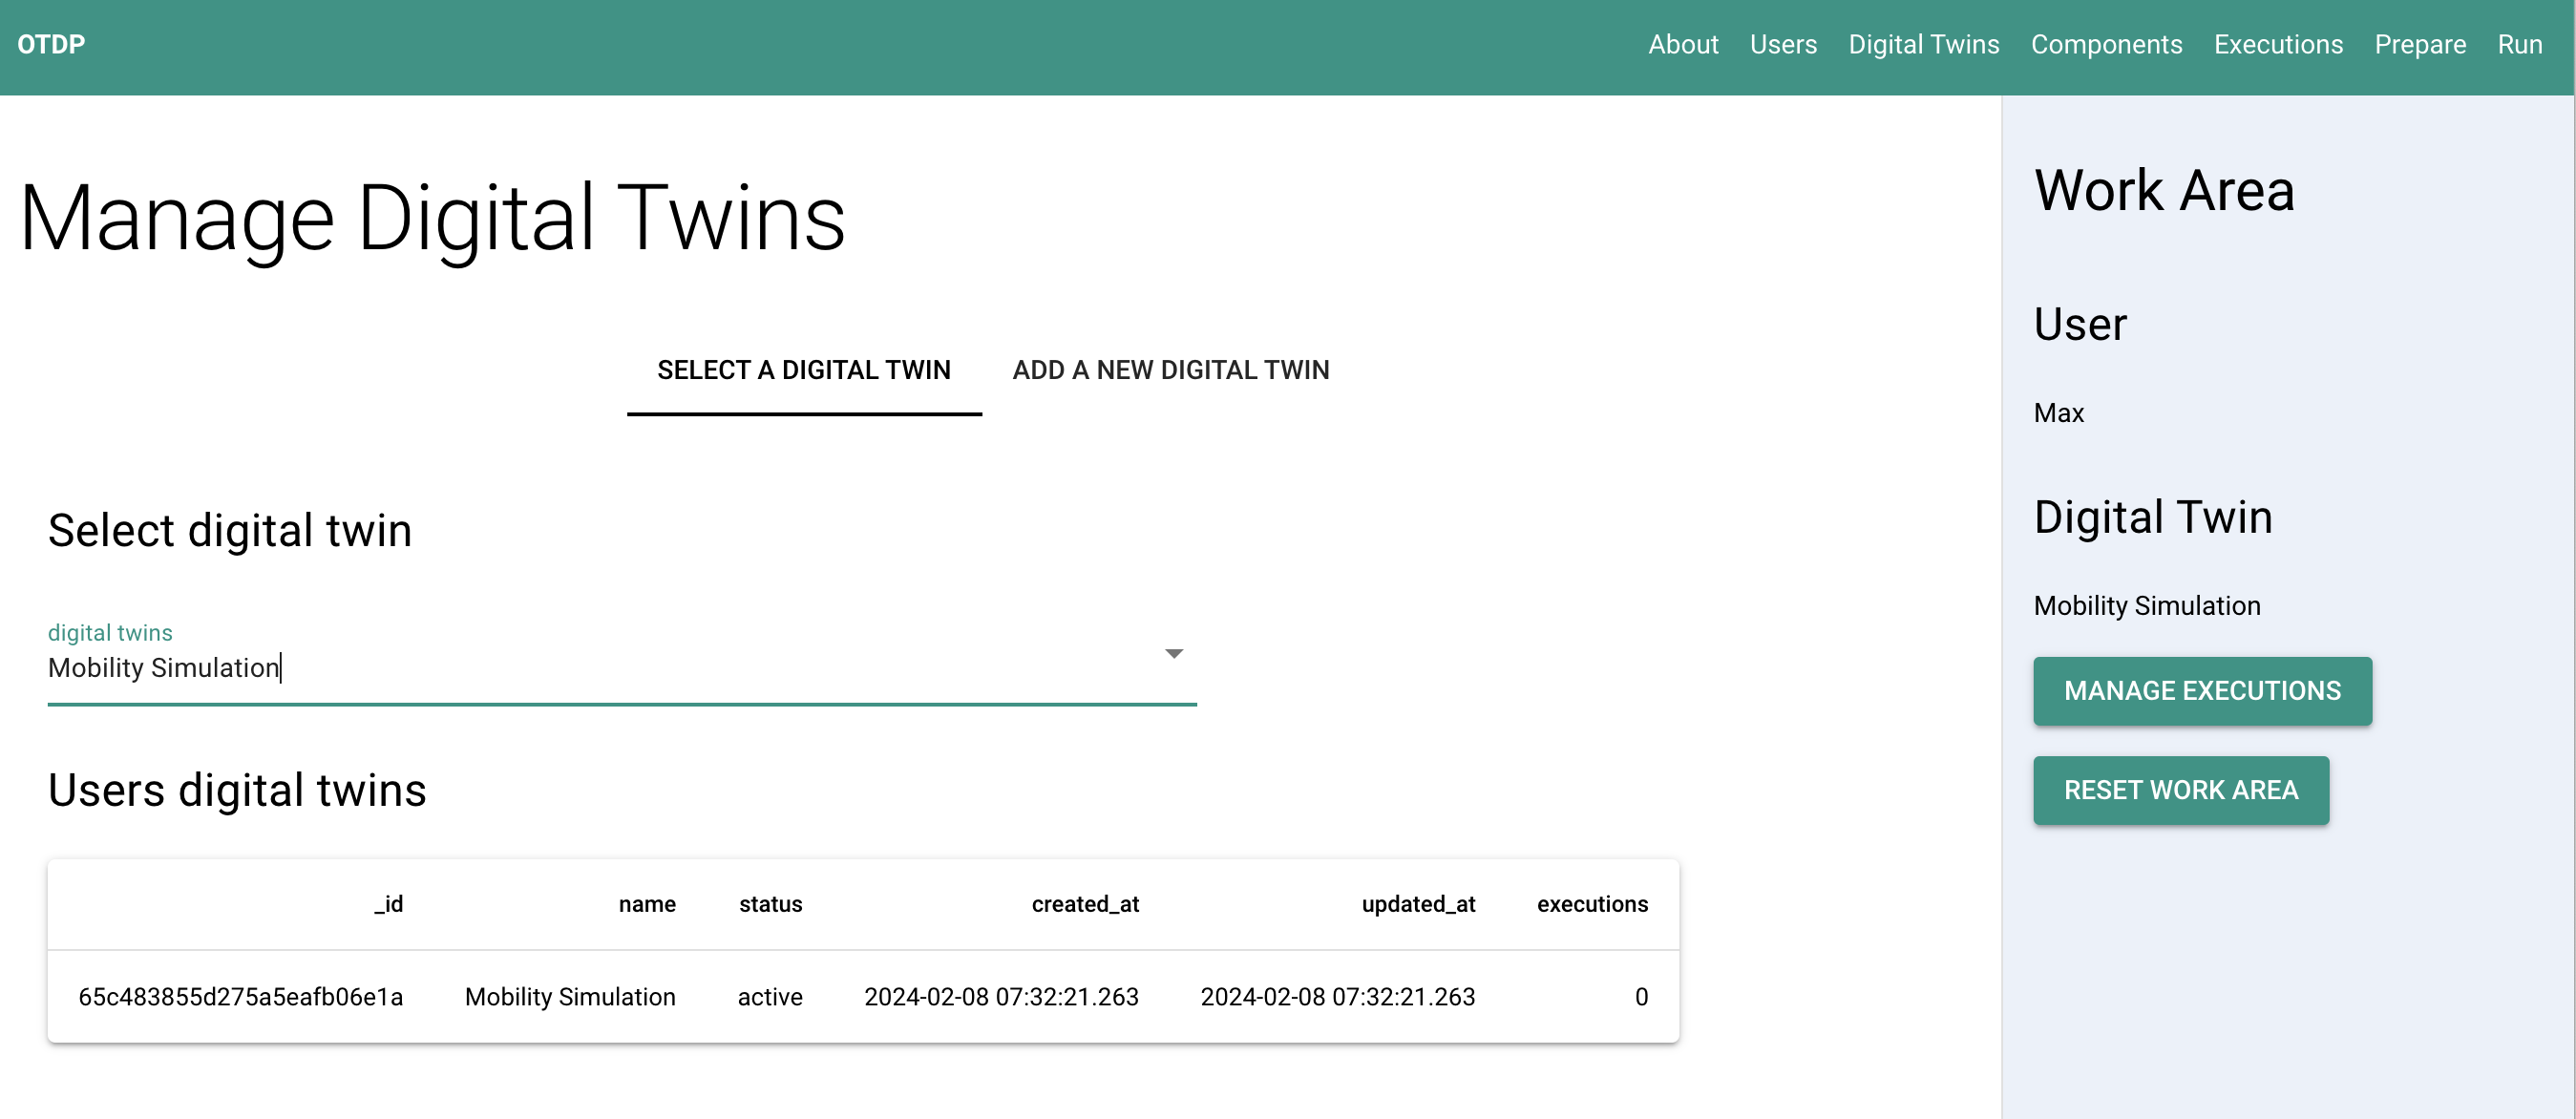 OTDP
About Users Digital Twins Components Executions Prepare Run
Manage Digital Twins
SELECT A DIGITAL TWIN ADD A NEW DIGITAL TWIN
Select digital twin
digital twins
Mobility Simulation
Users digital twins
_id name status created_at updated_at executions
65c483855d275a5eafb06e1a Mobility Simulation active 2024-02-08 07:32:21.263 2024-02-08 07:32:21.263 0
Work Area
User
Max
Digital Twin
Mobility Simulation
MANAGE EXECUTIONS
RESET WORK AREA